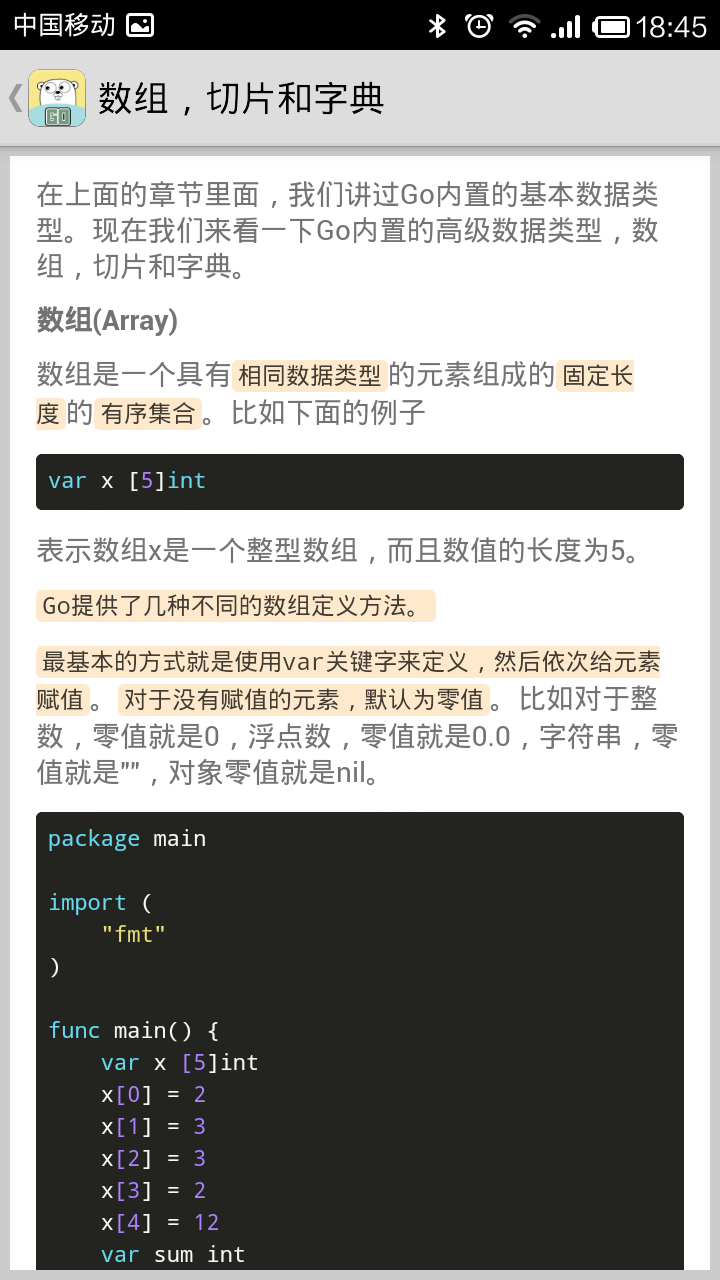 中国移动 18:45
GO 数组，切片和字典
在上面的章节里面，我们讲过Go内置的基本数据类
型。现在我们来看一下Go内置的高级数据类型，数
组，切片和字典。
数组(Array)
数组是一个具有相同数据类型的元素组成的固定长
度的有序集合。比如下面的例子
var x [5]int
表示数组x是一个整型数组，而且数值的长度为5。
Go提供了几种不同的数组定义方法。
最基本的方式就是使用var关键字来定义，然后依次给元素
赋值。对于没有赋值的元素，默认为零值。比如对于整
数，零值就是0，浮点数，零值就是0.0，字符串，零
值就是""，对象零值就是nil。
package main
import (
    "fmt"
)
func main() {
    var x [5]int
    x[0] = 2
    x[1] = 3
    x[2] = 3
    x[3] = 2
    x[4] = 12
    var sum int